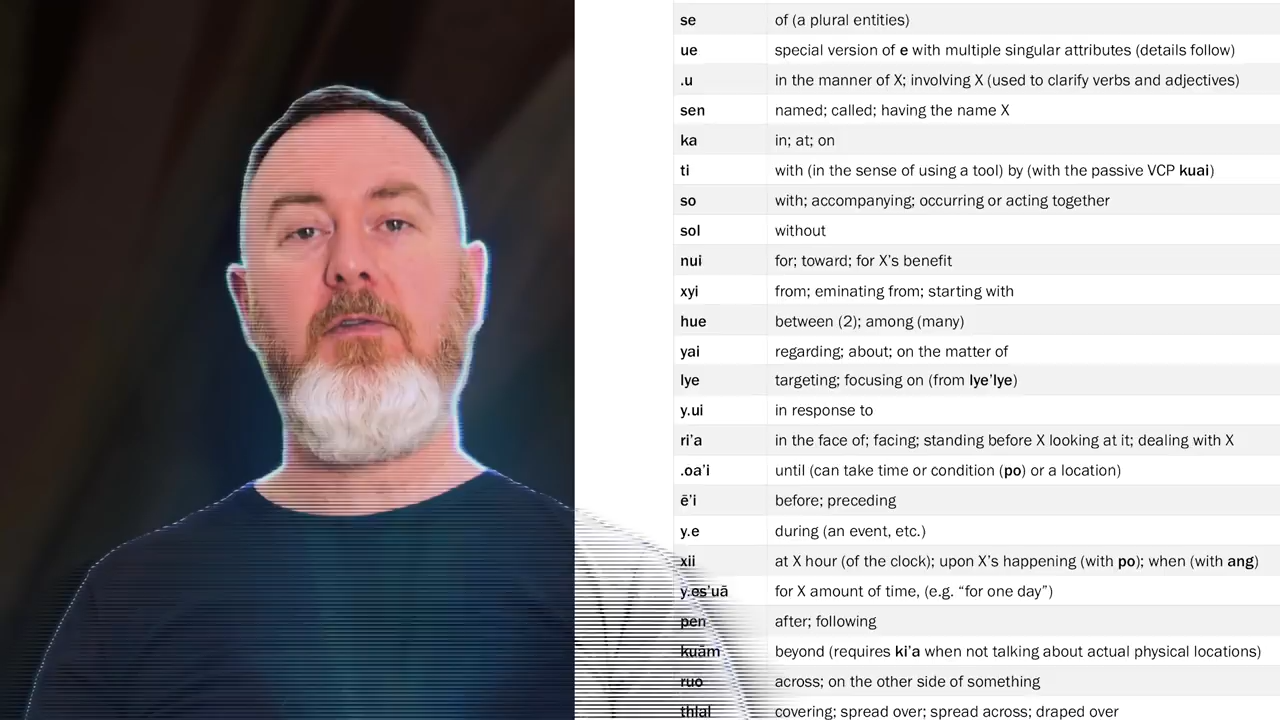 se of (a plural entities)
ue special version of e with multiple singular attributes (details follow)
.u in the manner of X; involving X (used to clarify verbs and adjectives)
sen named; called; having the name X
ka in; at; on
ti with (in the sense of using a tool) by (with the passive VCP kuai)
so with; accompanying; occurring or acting together
sol without
nui for; toward; for X’s benefit
xyi from; eminating from; starting with
hue between (2); among (many)
yai regarding; about; on the matter of
lye targeting; focusing on (from lye’lye)
y.ui in response to
ri’a in the face of; facing; standing before X looking at it; dealing with X
.oa’i until (can take time or condition (po) or a location)
ē’i before; preceding
y.e during (an event, etc.)
xii at X hour (of the clock); upon X’s happening (with po); when (with ang)
y.es’uā for X amount of time, (e.g. “for one day”)
pen after; following
kuām beyond (requires ki’a when not talking about actual physical locations)
ruo across; on the other side of something
thlal covering; spread over; spread across; draped over